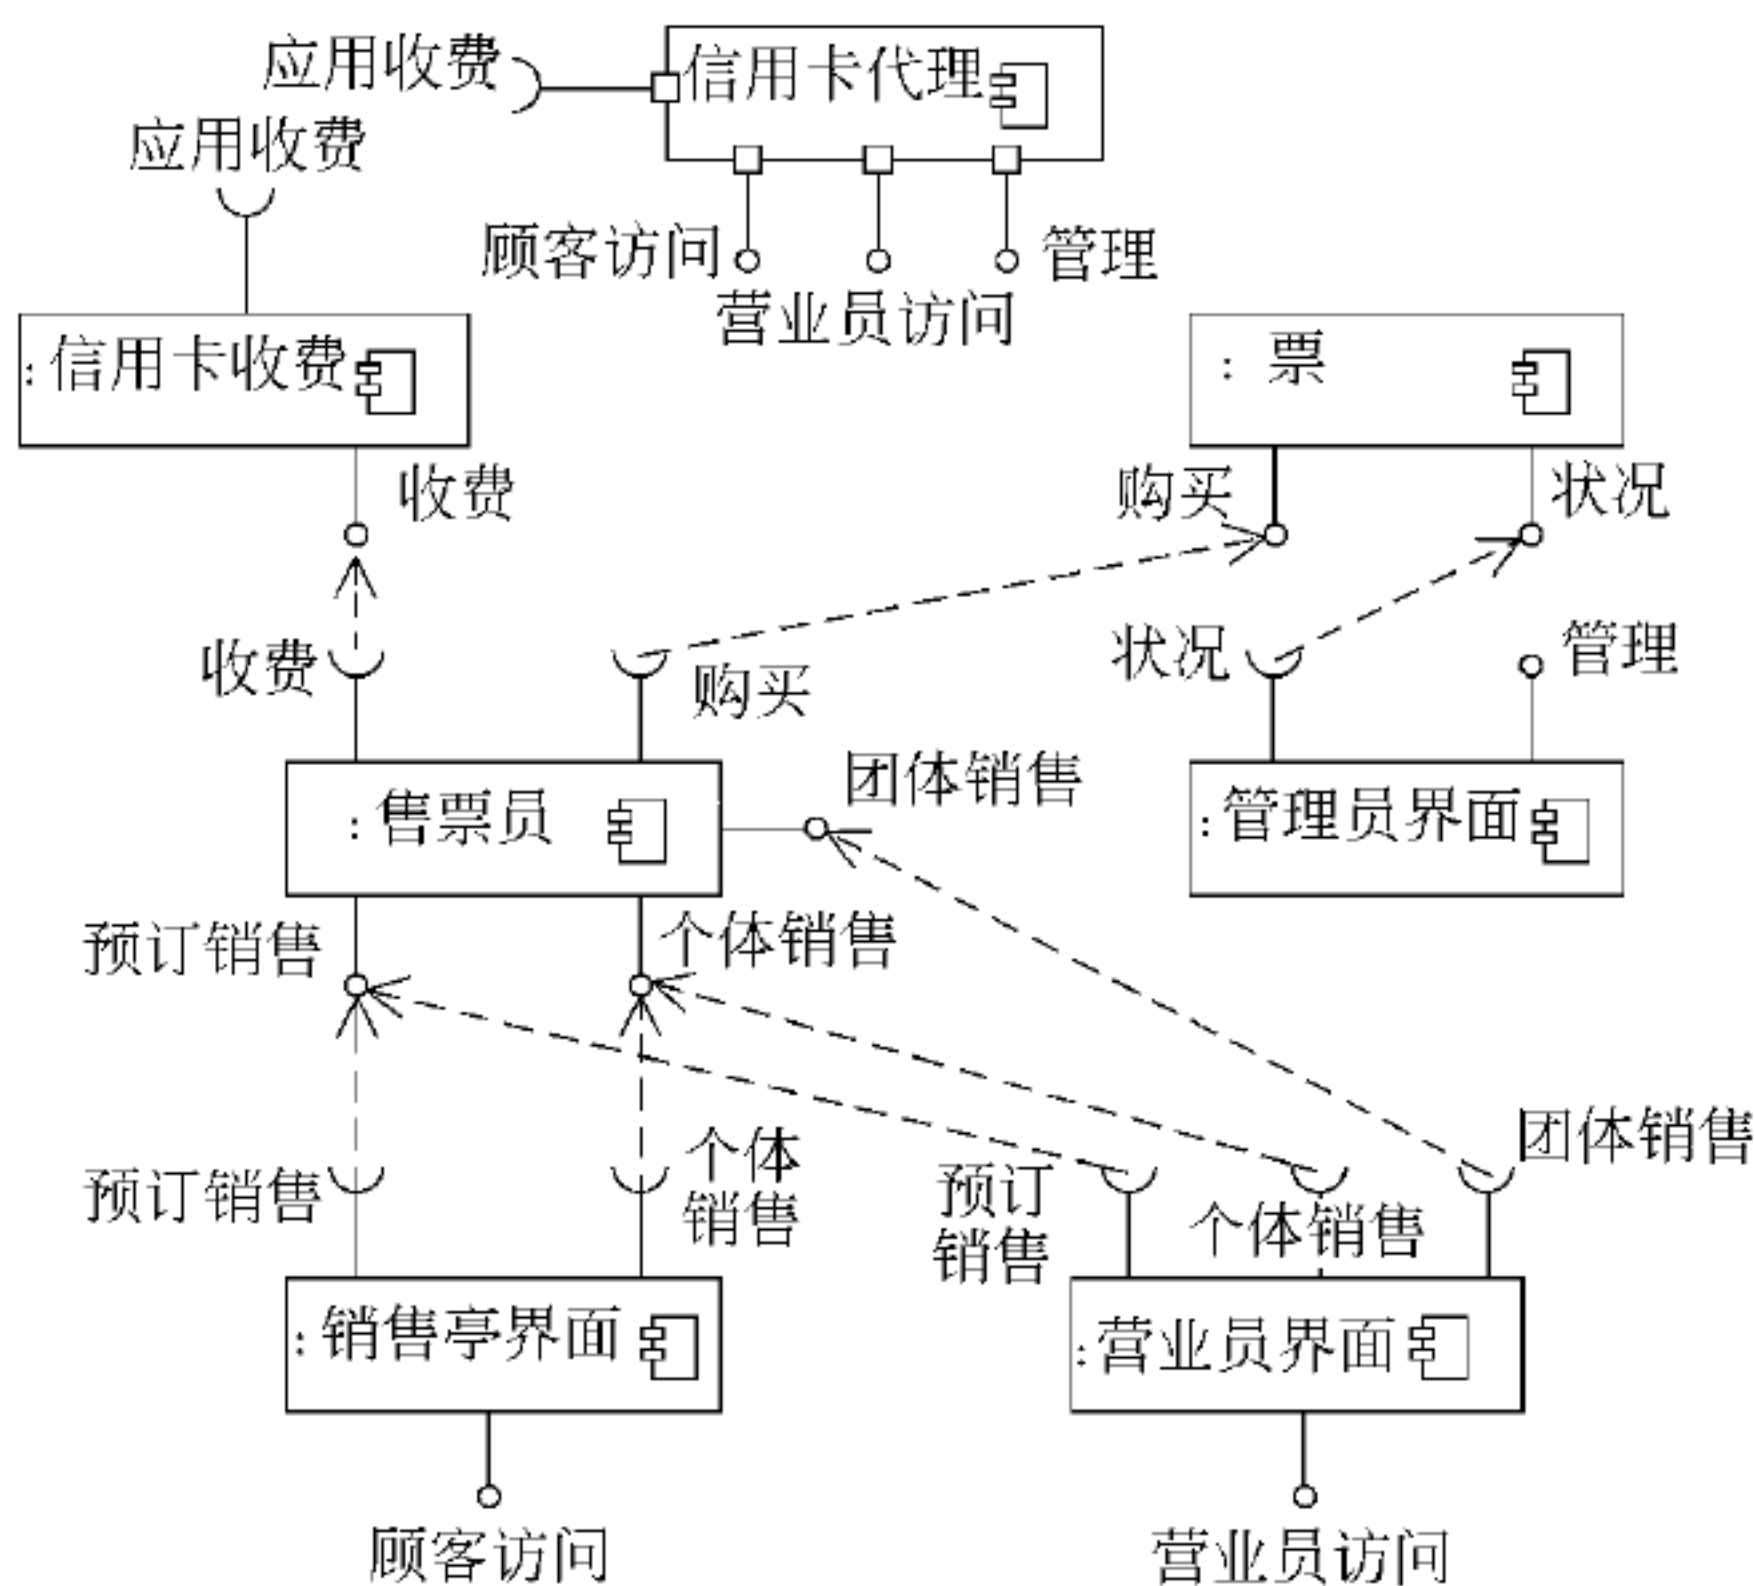 应用收费
信用卡代理
应用收费
顾客访问
管理
营业员访问
:信用卡收费
: 票
收费
购买
状况
收费
购买
状况
管理
团体销售
:售票员
:管理员界面
预订销售
个体销售
预订销售
个体
销售
预订
销售
个体销售
团体销售
:销售亭界面
:营业员界面
顾客访问
营业员访问